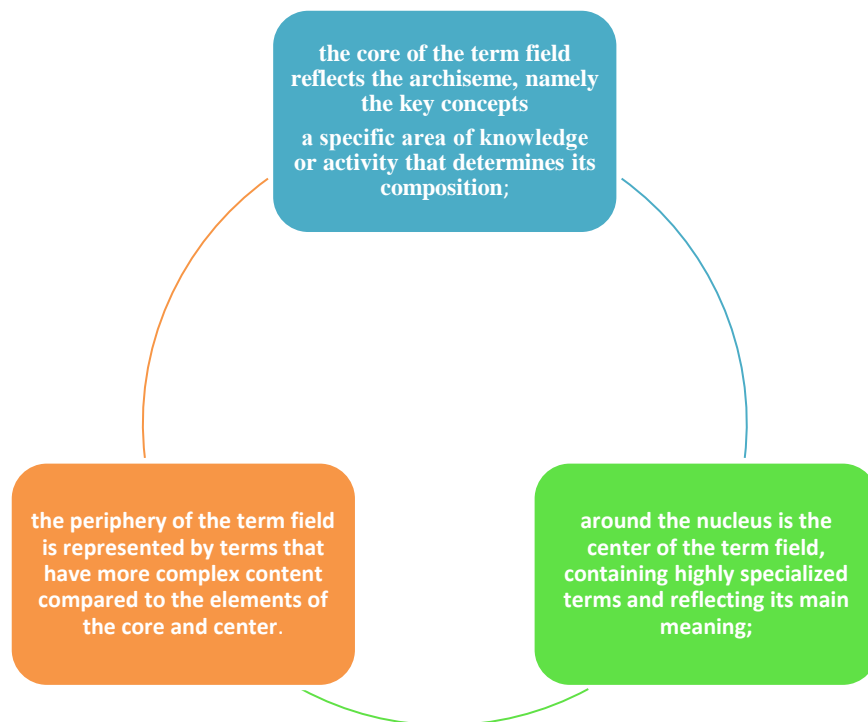 the core of the term field
reflects the archiseme, namely
the key concepts
a specific area of knowledge
or activity that determines its
composition;
around the nucleus is the
center of the term field,
containing highly specialized
terms and reflecting its main
meaning;
the periphery of the term field
is represented by terms that
have more complex content
compared to the elements of
the core and center.